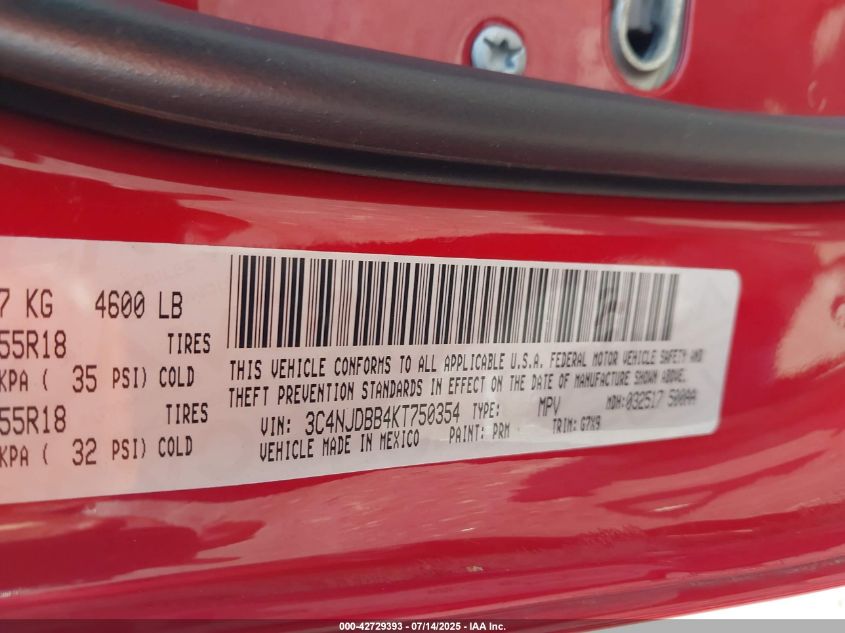 7 KG 4600 LB
55R18 TIRES
KPA ( 35 PSI) COLD
55R18 TIRES
KPA ( 32 PSI) COLD
THIS VEHICLE CONFORMS TO ALL APPLICABLE U.S.A. FEDERAL MOTOR VEHICLE SAFETY AND
THEFT PREVENTION STANDARDS IN EFFECT ON THE DATE OF MANUFACTURE SHOWN ABOVE.
VIN: 3C4NJDBB4KT750354 TYPE: MPV MDH: 032517 500AA
VEHICLE MADE IN MEXICO PAINT: PRM TRIM: G7X9
000-42729393 - 07/14/2025 - IAA Inc.